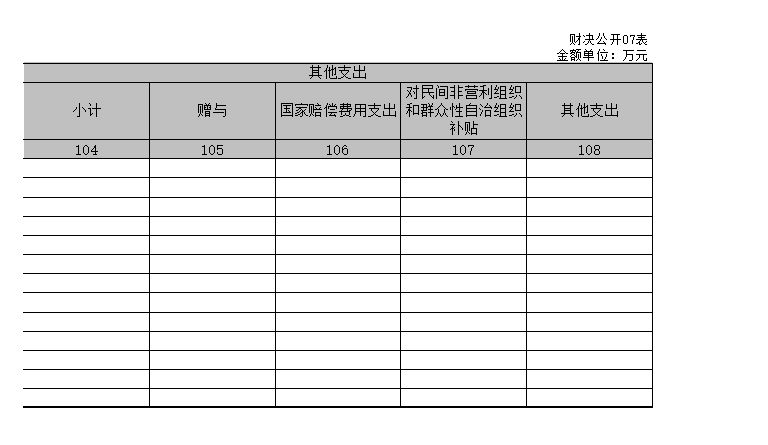 财决公开07表
金额单位：万元
其他支出
小计 赠与 国家赔偿费用支出 对民间非营利组织和群众性自治组织补贴 其他支出
104 105 106 107 108